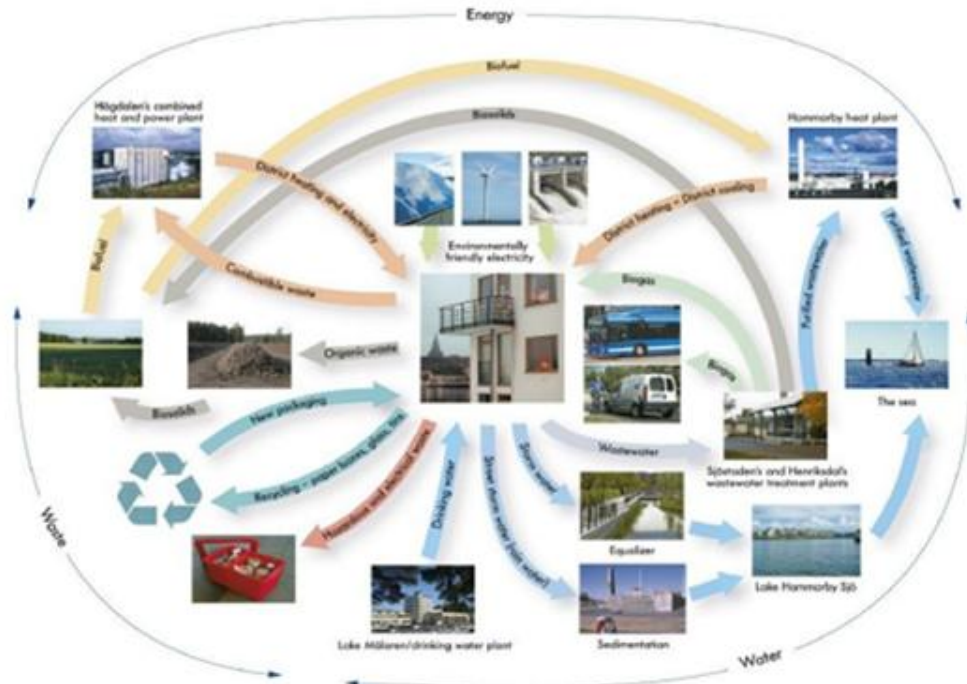 Energy
Biofuel
Biosolids
Högdalen's combined
heat and power plant
Hammarby heat plant
District heating and electricity
District heating – District cooling
Environmentally
friendly electricity
Biofuel
Combustible waste
Purified wastewater
Purified wastewater
Biogas
Organic waste
Biogas
Biosolids
New packaging
The sea
Wastewater
Sjöstaden's and Henriksdal's
wastewater treatment plants
Recycling – paper boxes, glass, tins
Hazardous and electrical waste
Drinking water
Storm water
Street storm water (rain water)
Equalizer
Lake Hammarby Sjö
Waste
Lake Mälaren/drinking water plant
Sedimentation
Water